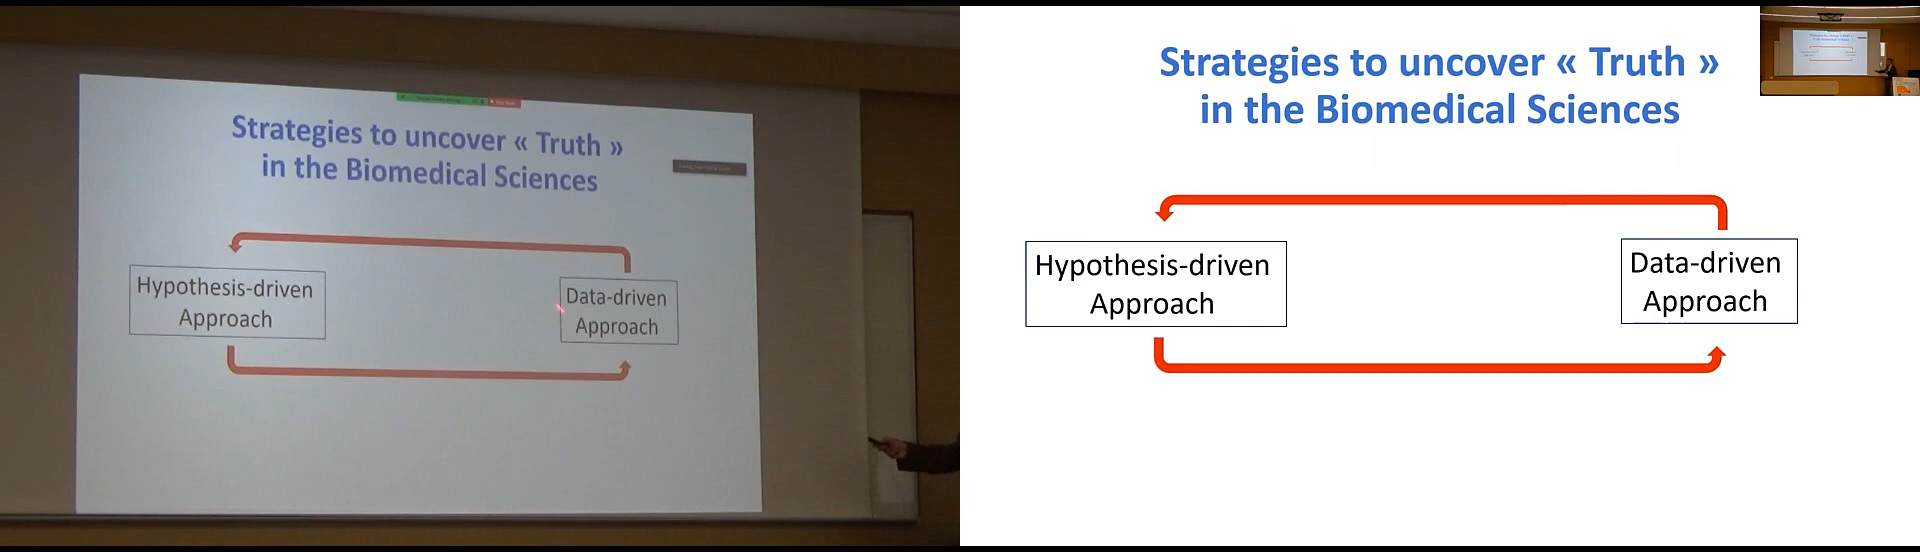 Strategies to uncover « Truth »
in the Biomedical Sciences
Hypothesis-driven
Approach
Data-driven
Approach
Strategies to uncover « Truth »
in the Biomedical Sciences
Hypothesis-driven
Approach
Data-driven
Approach